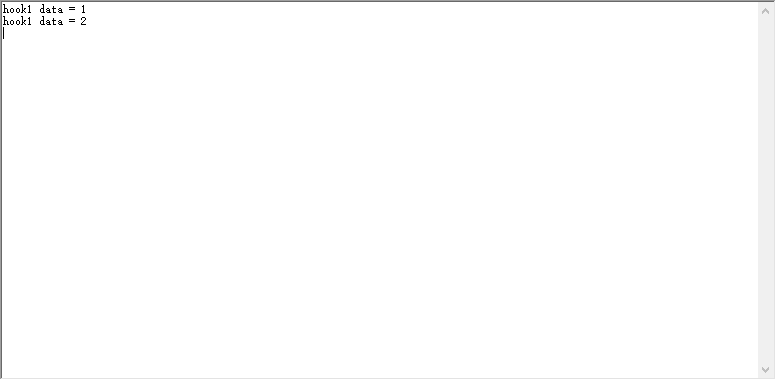 hook1 data = 1
hook1 data = 2